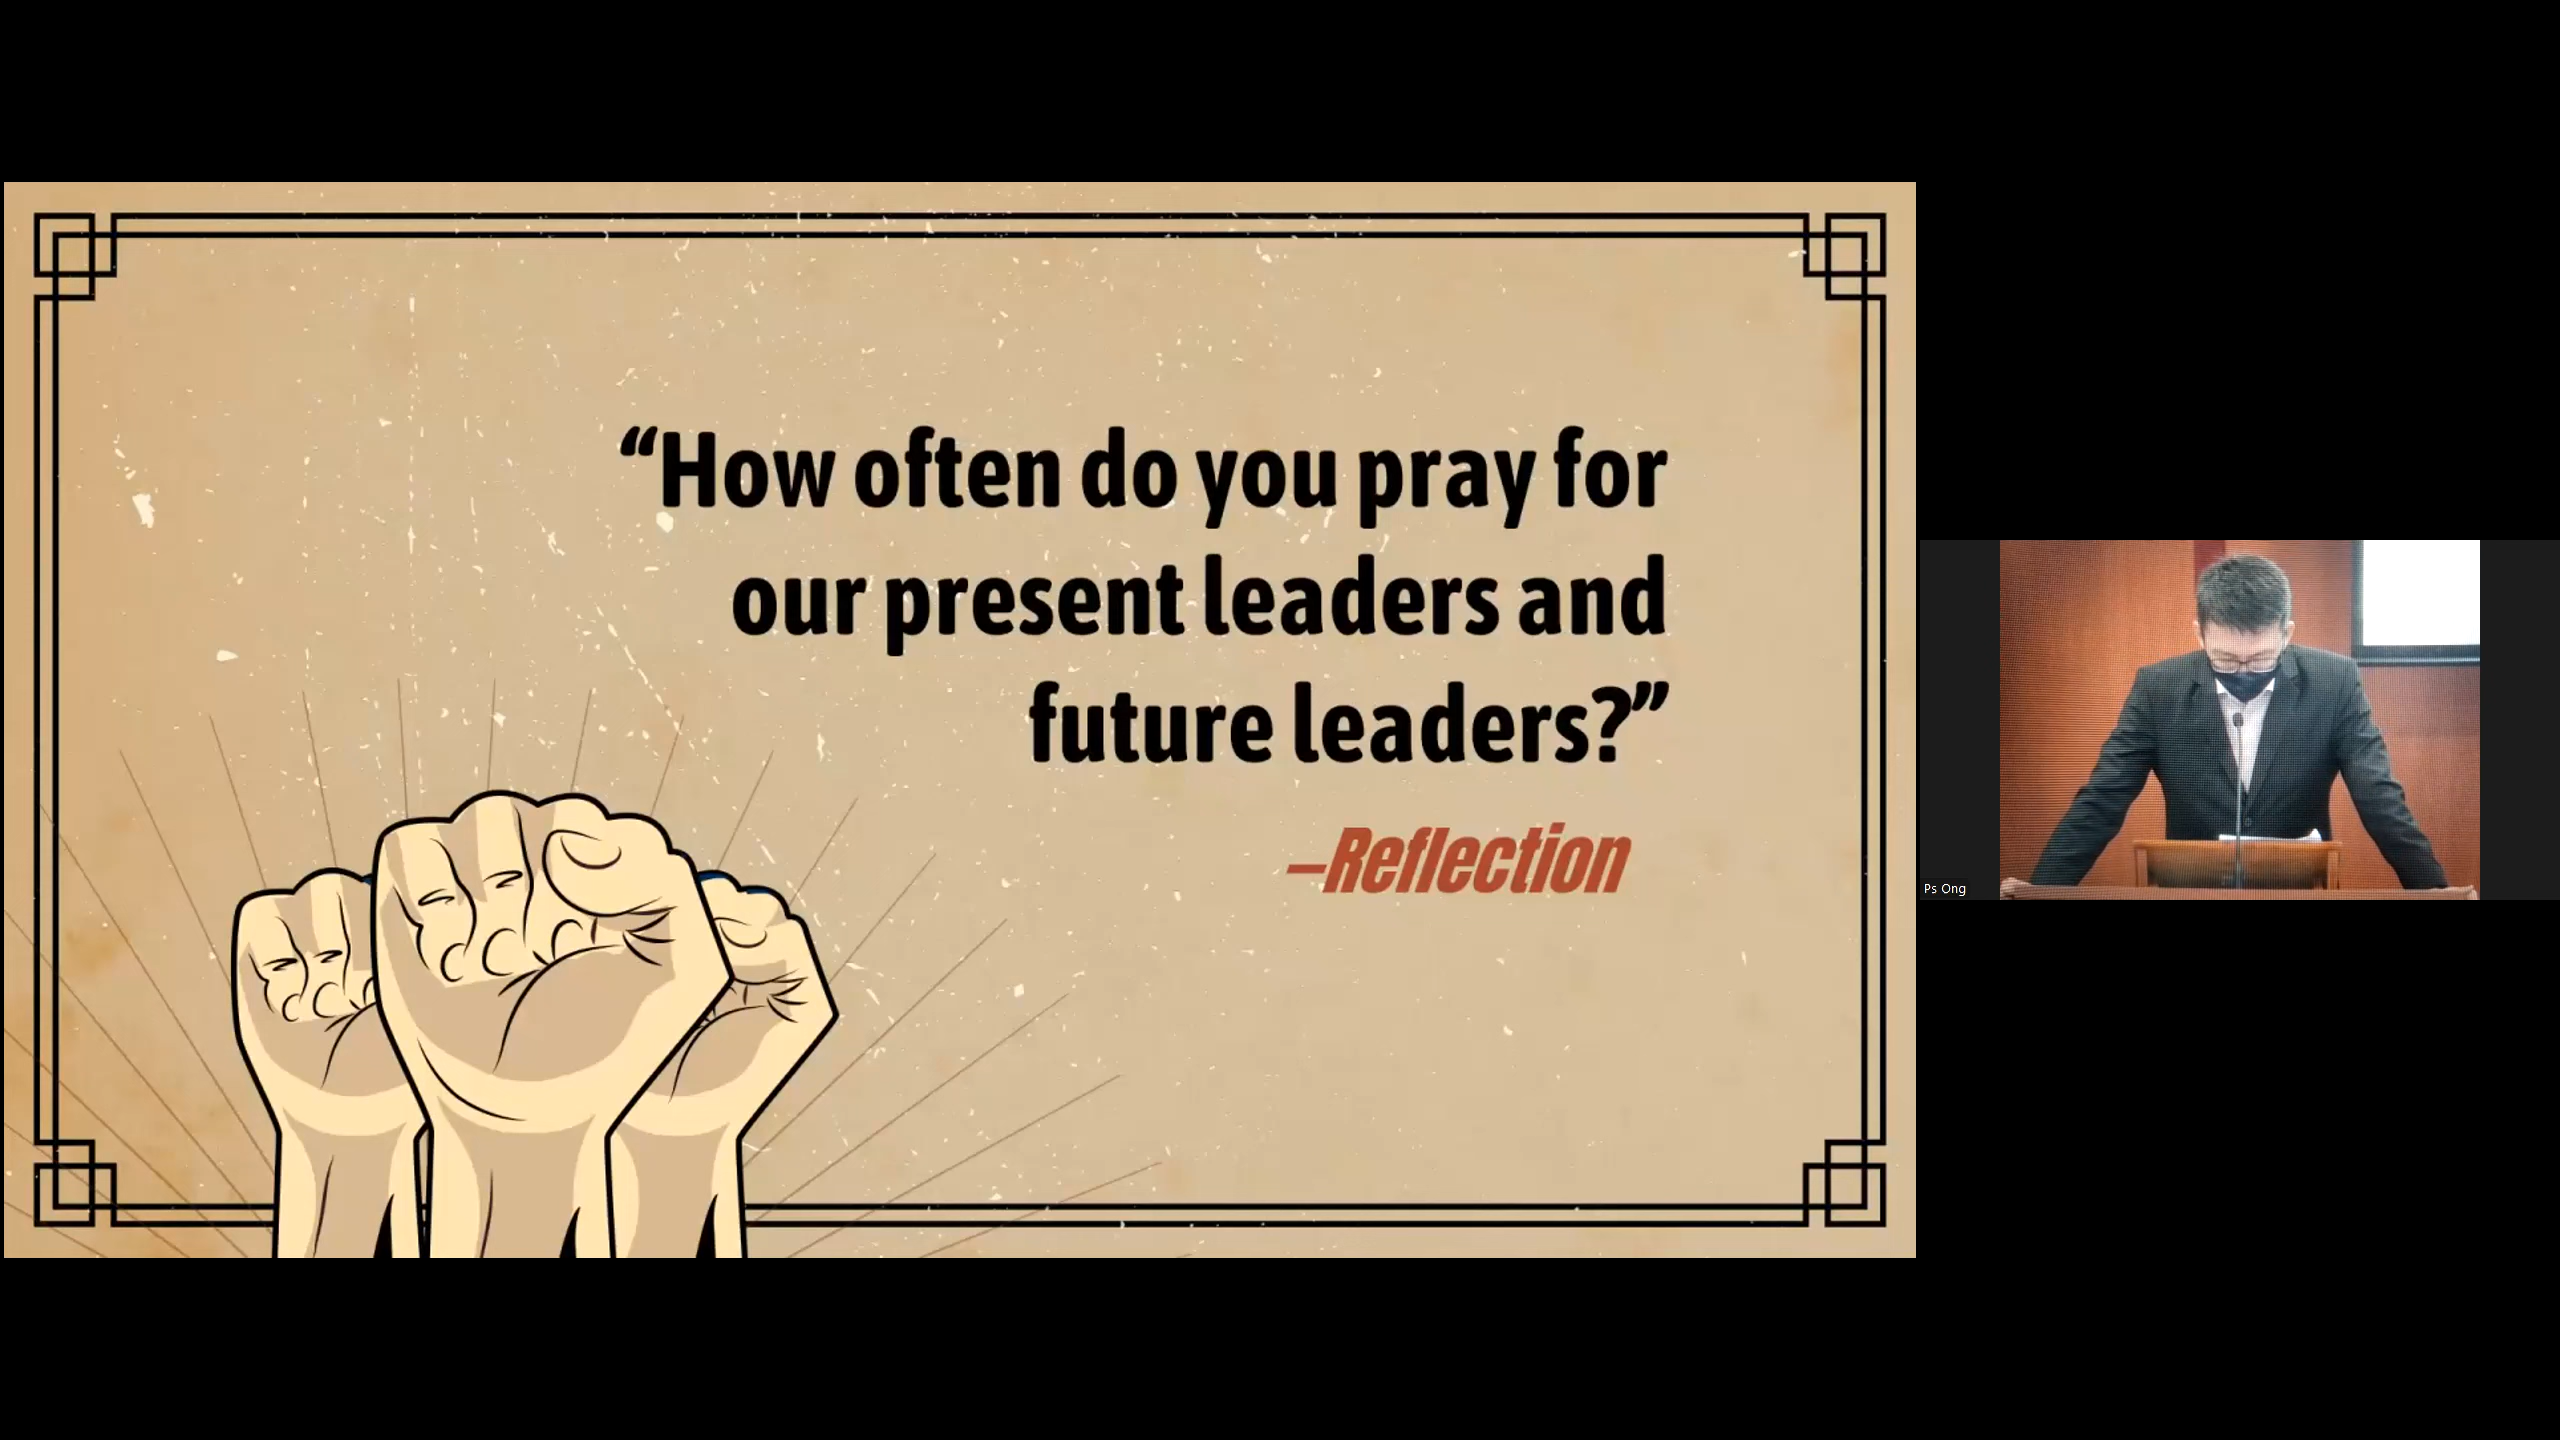 “How often do you pray for
our present leaders and
future leaders?”
–Reflection
Ps Ong